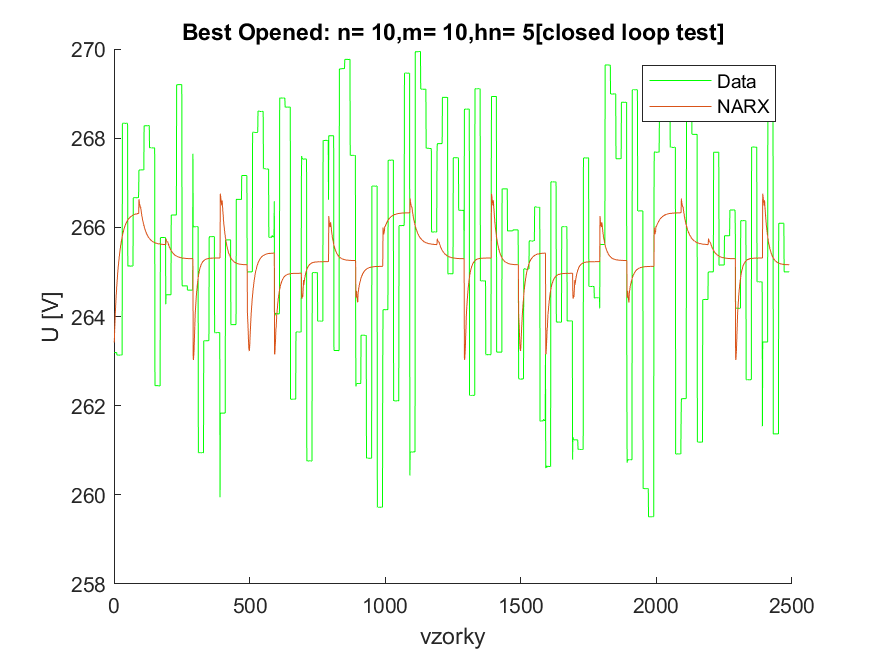 Best Opened: n= 10,m= 10,hn= 5[closed loop test]
270
268
266
264
262
260
258
U [V]
Data
NARX
0
500
1000
1500
2000
2500
vzorky